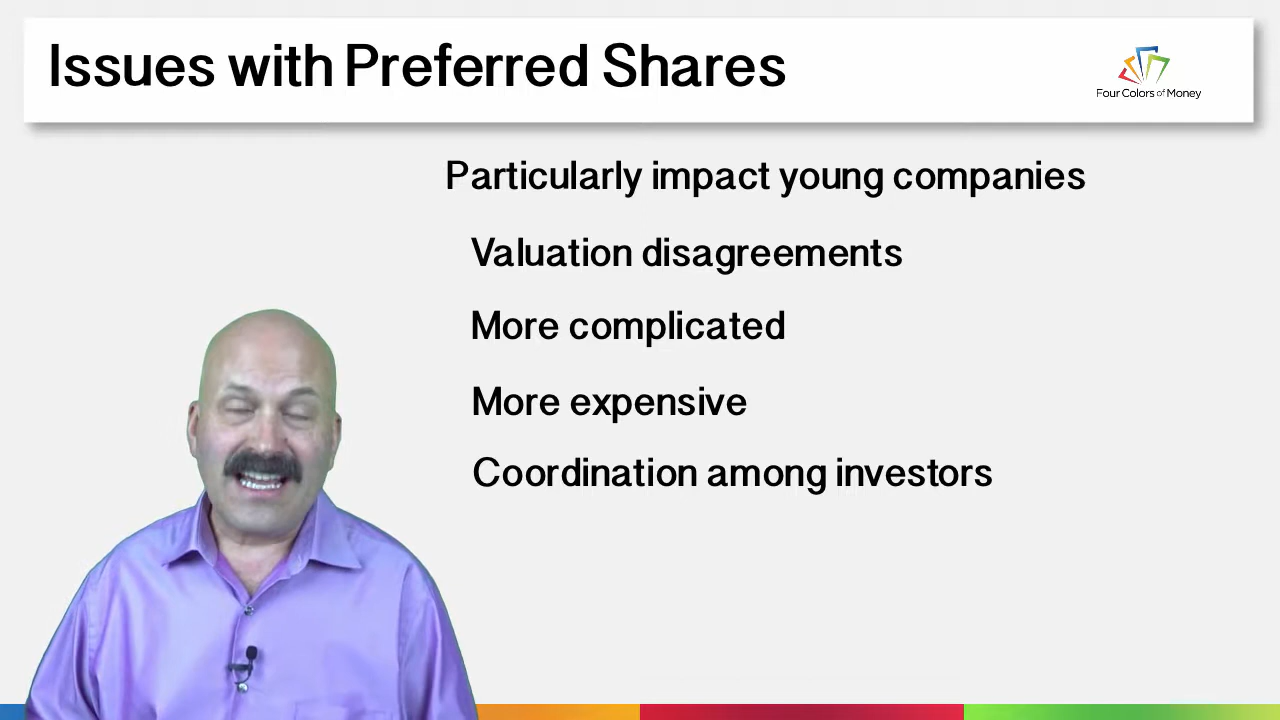 Issues with Preferred Shares
Four Colors of Money
Particularly impact young companies
Valuation disagreements
More complicated
More expensive
Coordination among investors